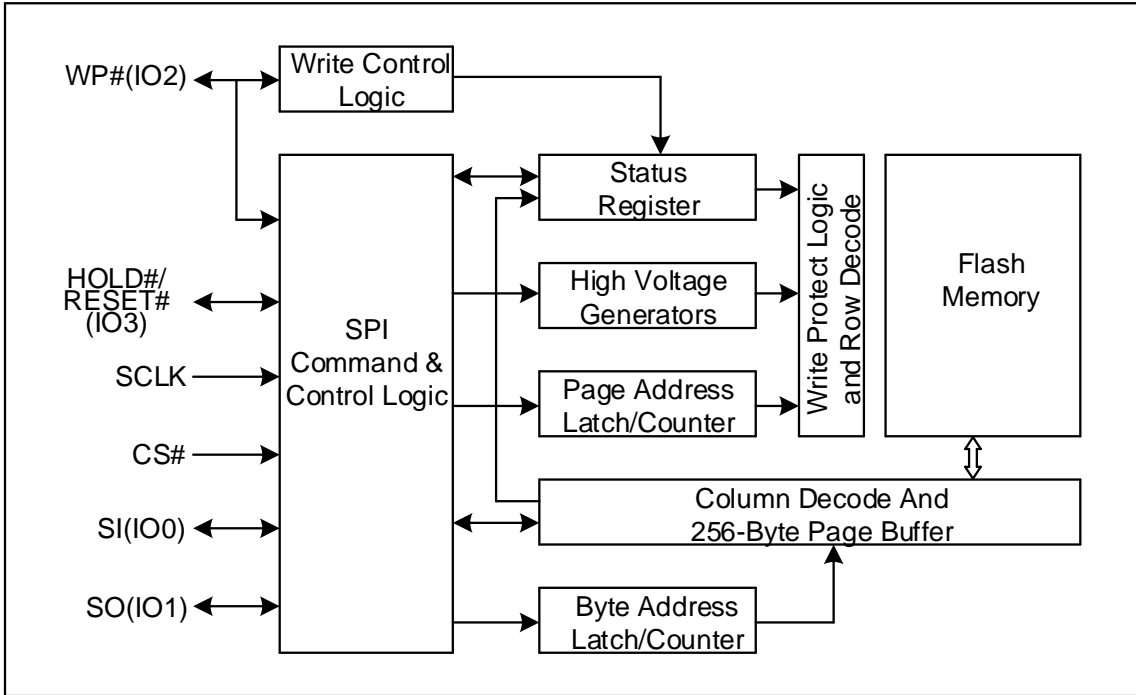 WP#(IO2)
Write Control
Logic
HOLD#/
RESET#
(IO3)
SCLK
CS#
SI(IO0)
SO(IO1)
SPI
Command &
Control Logic
Status
Register
High Voltage
Generators
Page Address
Latch/Counter
Write Protect Logic
and Row Decode
Flash
Memory
Column Decode And
256-Byte Page Buffer
Byte Address
Latch/Counter